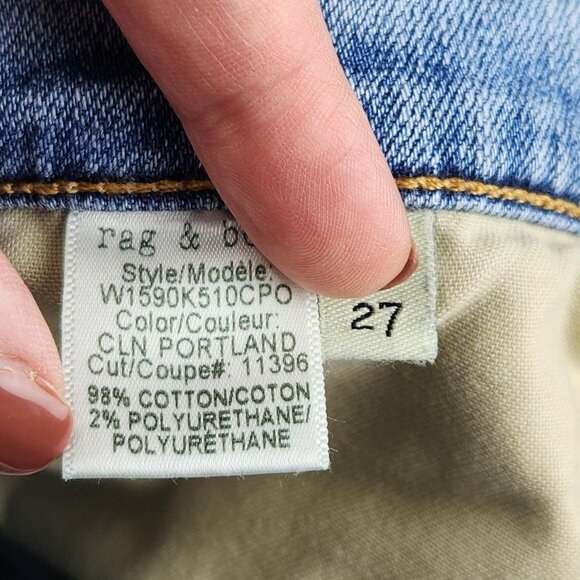 rag &
Style/Modèle:
W1590K510CPO
Color/Couleur:
CLN PORTLAND
Cut/Coupe#: 11396
98% COTTON/COTON
2% POLYURETHANE/
POLYURÉTHANE
27